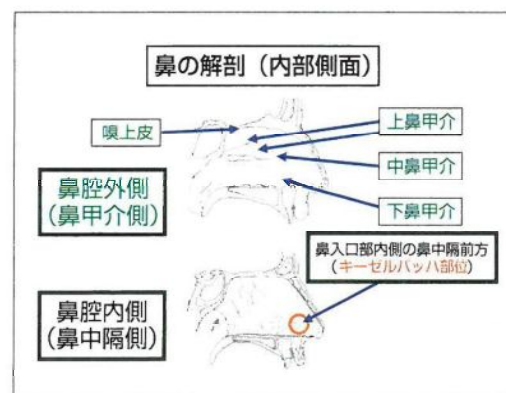 鼻の解剖（内部側面）
嗅上皮
上鼻甲介
中鼻甲介
下鼻甲介
鼻腔外側
（鼻甲介側）
鼻入口部内側の鼻中隔前方
（キーゼルバッハ部位）
鼻腔内側
（鼻中隔側）